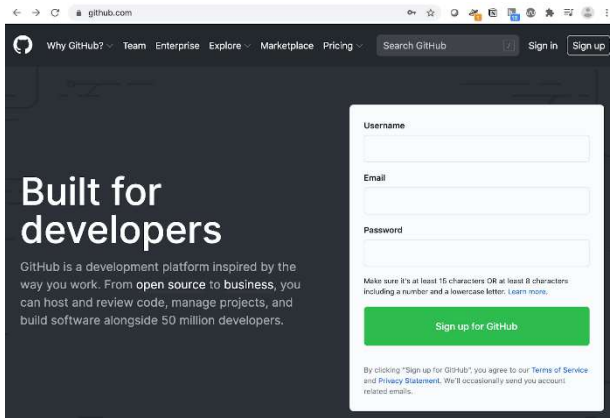 github.com
Why GitHub? Team Enterprise Explore Marketplace Pricing Search GitHub / Sign in Sign up
Built for
developers
GitHub is a development platform inspired by the
way you work. From open source to business, you
can host and review code, manage projects, and
build software alongside 50 million developers.
Username
Email
Password
Make sure it's at least 15 characters OR at least 8 characters
including a number and a lowercase letter. Learn more.
Sign up for GitHub
By clicking "Sign up for GitHub", you agree to our Terms of Service
and Privacy Statement. We'll occasionally send you account
related emails.